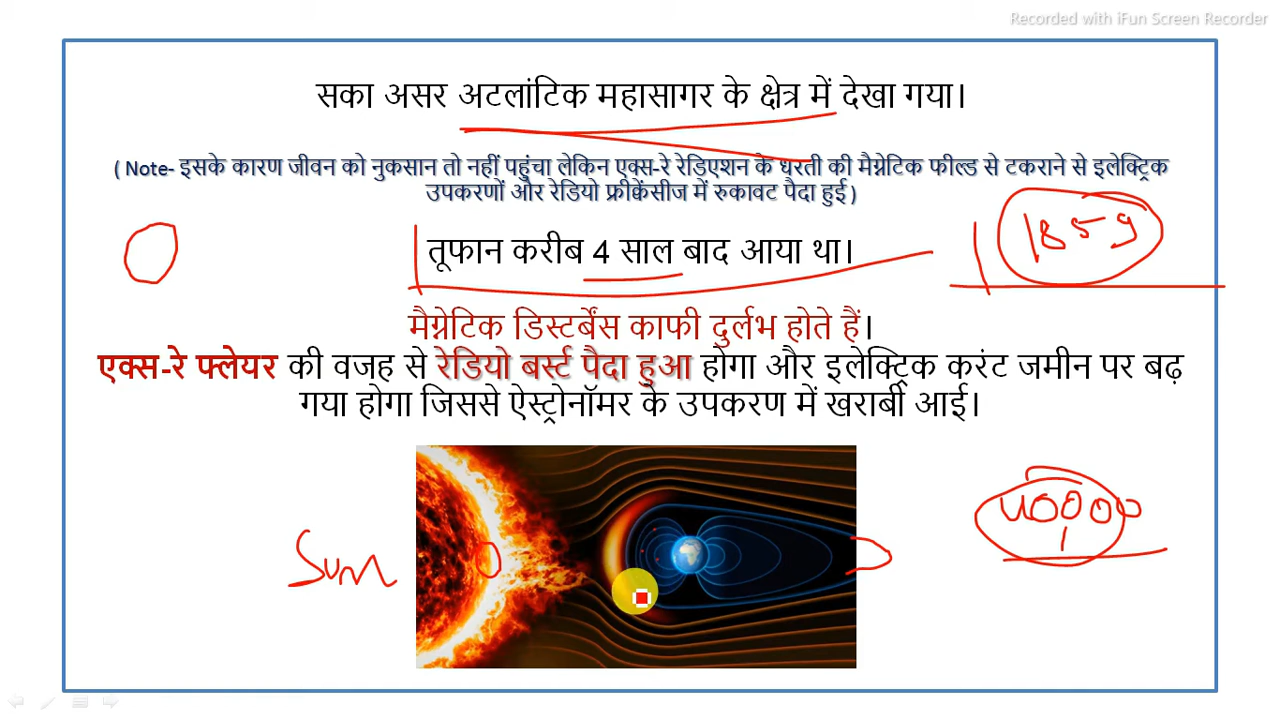 Recorded with iFun Screen Recorder
सका असर अटलांटिक महासागर के क्षेत्र में देखा गया।
( Note- इसके कारण जीवन को नुकसान तो नहीं पहुंचा लेकिन एक्स-रे रेडिएशन के धरती की मैग्नेटिक फील्ड से टकराने से इलेक्ट्रिक
उपकरणों और रेडियो फ्रीक्वेंसीज में रुकावट पैदा हुई )
1859
तूफान करीब 4 साल बाद आया था।
मैग्नेटिक डिस्टर्बेंस काफी दुर्लभ होते हैं।
एक्स-रे फ्लेयर की वजह से रेडियो बर्स्ट पैदा हुआ होगा और इलेक्ट्रिक करंट जमीन पर बढ़
गया होगा जिससे ऐस्ट्रोनॉमर के उपकरण में खराबी आई।
Sun